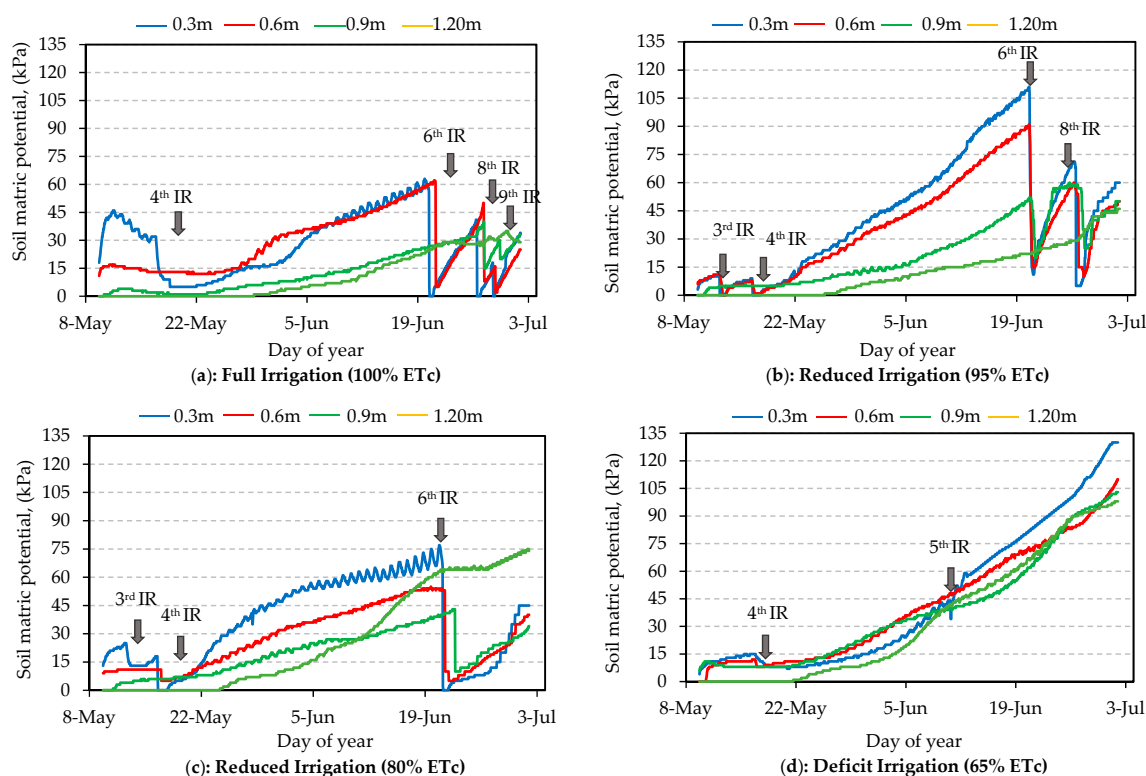 0.3m 0.6m 0.9m 1.20m
Soil matric potential, (kPa)
135
120
105
90
75
60
45
30
15
0
4th IR
6th IR
8th IR
9th IR
8-May 22-May 5-Jun 19-Jun 3-Jul
Day of year
(a): Full Irrigation (100% ETc)
0.3m 0.6m 0.9m 1.20m
Soil matric potential, (kPa)
135
120
105
90
75
60
45
30
15
0
3rd IR
4th IR
6th IR
8th IR
8-May 22-May 5-Jun 19-Jun 3-Jul
Day of year
(b): Reduced Irrigation (95% ETc)
0.3m 0.6m 0.9m 1.20m
Soil matric potential, (kPa)
120
105
90
75
60
45
30
15
0
3rd IR
4th IR
6th IR
8-May 22-May 5-Jun 19-Jun 3-Jul
Day of year
(c): Reduced Irrigation (80% ETc)
0.3m 0.6m 0.9m 1.20m
Soil matric potential, (kPa)
135
120
105
90
75
60
45
30
15
0
4th IR
5th IR
8-May 22-May 5-Jun 19-Jun 3-Jul
Day of year
(d): Deficit Irrigation (65% ETc)